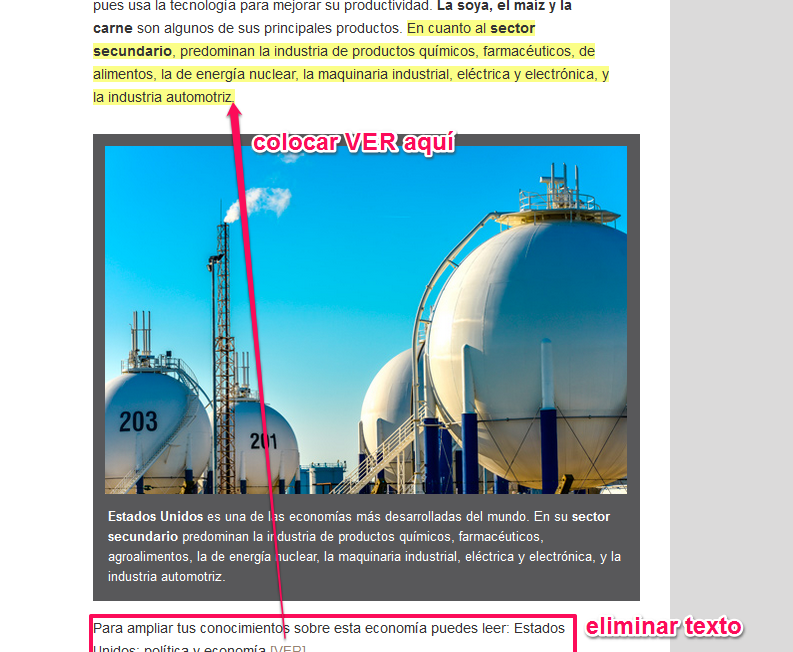 pues usa la tecnología para mejorar su productividad. La soya, el maíz y la
carne son algunos de sus principales productos. En cuanto al sector
secundario, predominan la industria de productos químicos, farmacéuticos, de
alimentos, la de energía nuclear, la maquinaria industrial, eléctrica y electrónica, y
la industria automotriz.
colocar VER aquí
203
201
Estados Unidos es una de las economías más desarrolladas del mundo. En su sector
secundario predominan la industria de productos químicos, farmacéuticos,
agroalimentos, la de energía nuclear, la maquinaria industrial, eléctrica y electrónica, y la
industria automotriz.
Para ampliar tus conocimientos sobre esta economía puedes leer: Estados
eliminar texto
Unidos: política y economía [VER]